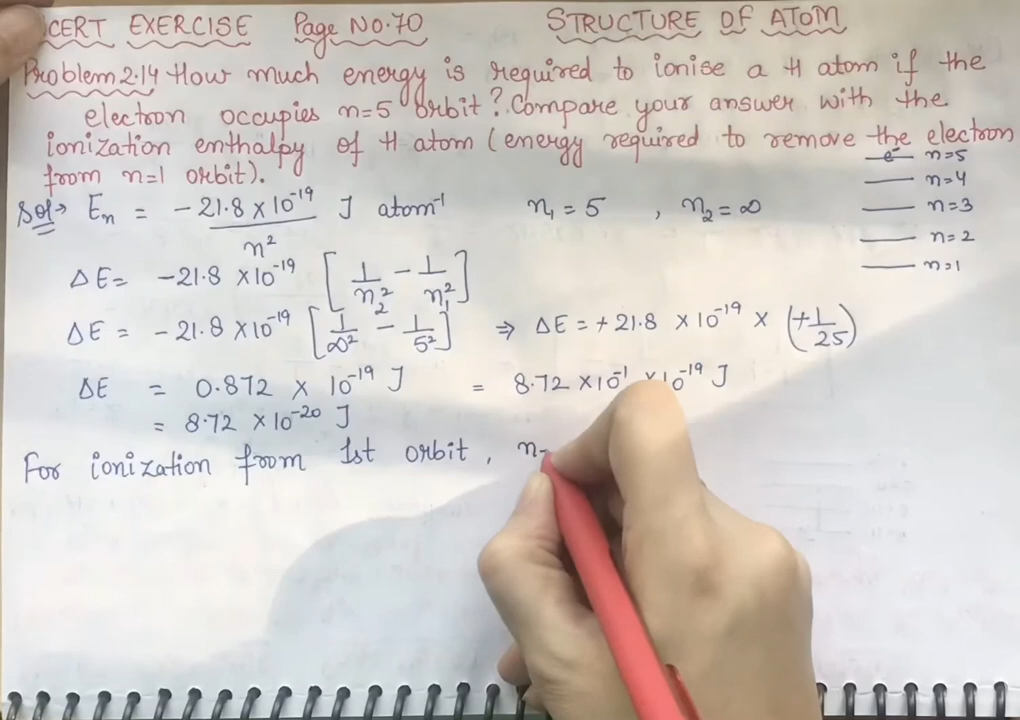 CERT EXERCISE Page No.70 STRUCTURE OF ATOM
Problem 2.14 How much energy is required to ionise a H atom if the
electron occupies n=5 orbit? Compare your answer with the
ionization enthalpy of H atom (energy required to remove the electron
from n=1 orbit).
e⁻ n=5
n=4
n=3
n=2
n=1
Sol→ En = -21.8 × 10⁻¹⁹ / n² J atom⁻¹ n₁ = 5 , n₂ = ∞
ΔE = -21.8 × 10⁻¹⁹ [1/n₂² - 1/n₁²]
ΔE = -21.8 × 10⁻¹⁹ [1/∞² - 1/5²] ⇒ ΔE = +21.8 × 10⁻¹⁹ × (+1/25)
ΔE = 0.872 × 10⁻¹⁹ J = 8.72 × 10⁻¹ × 10⁻¹⁹ J
= 8.72 × 10⁻²⁰ J
For ionization from 1st orbit, n